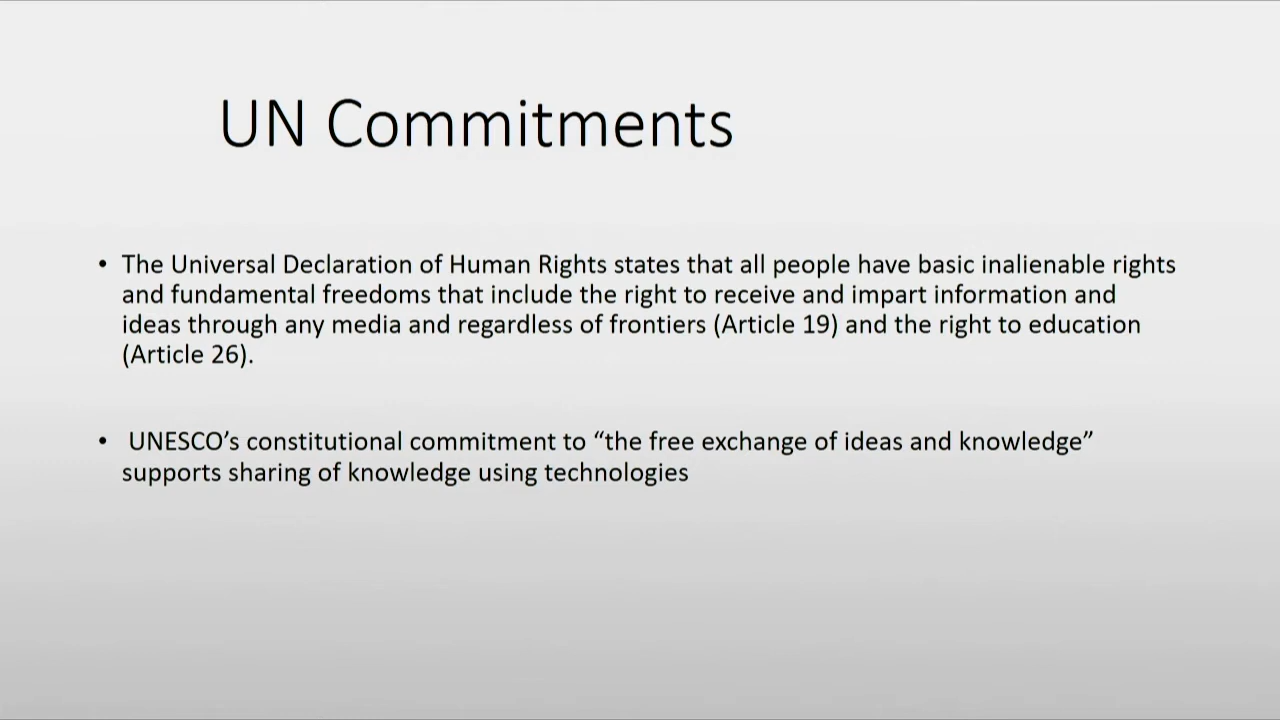 UN Commitments
• The Universal Declaration of Human Rights states that all people have basic inalienable rights
and fundamental freedoms that include the right to receive and impart information and
ideas through any media and regardless of frontiers (Article 19) and the right to education
(Article 26).
• UNESCO’s constitutional commitment to “the free exchange of ideas and knowledge”
supports sharing of knowledge using technologies